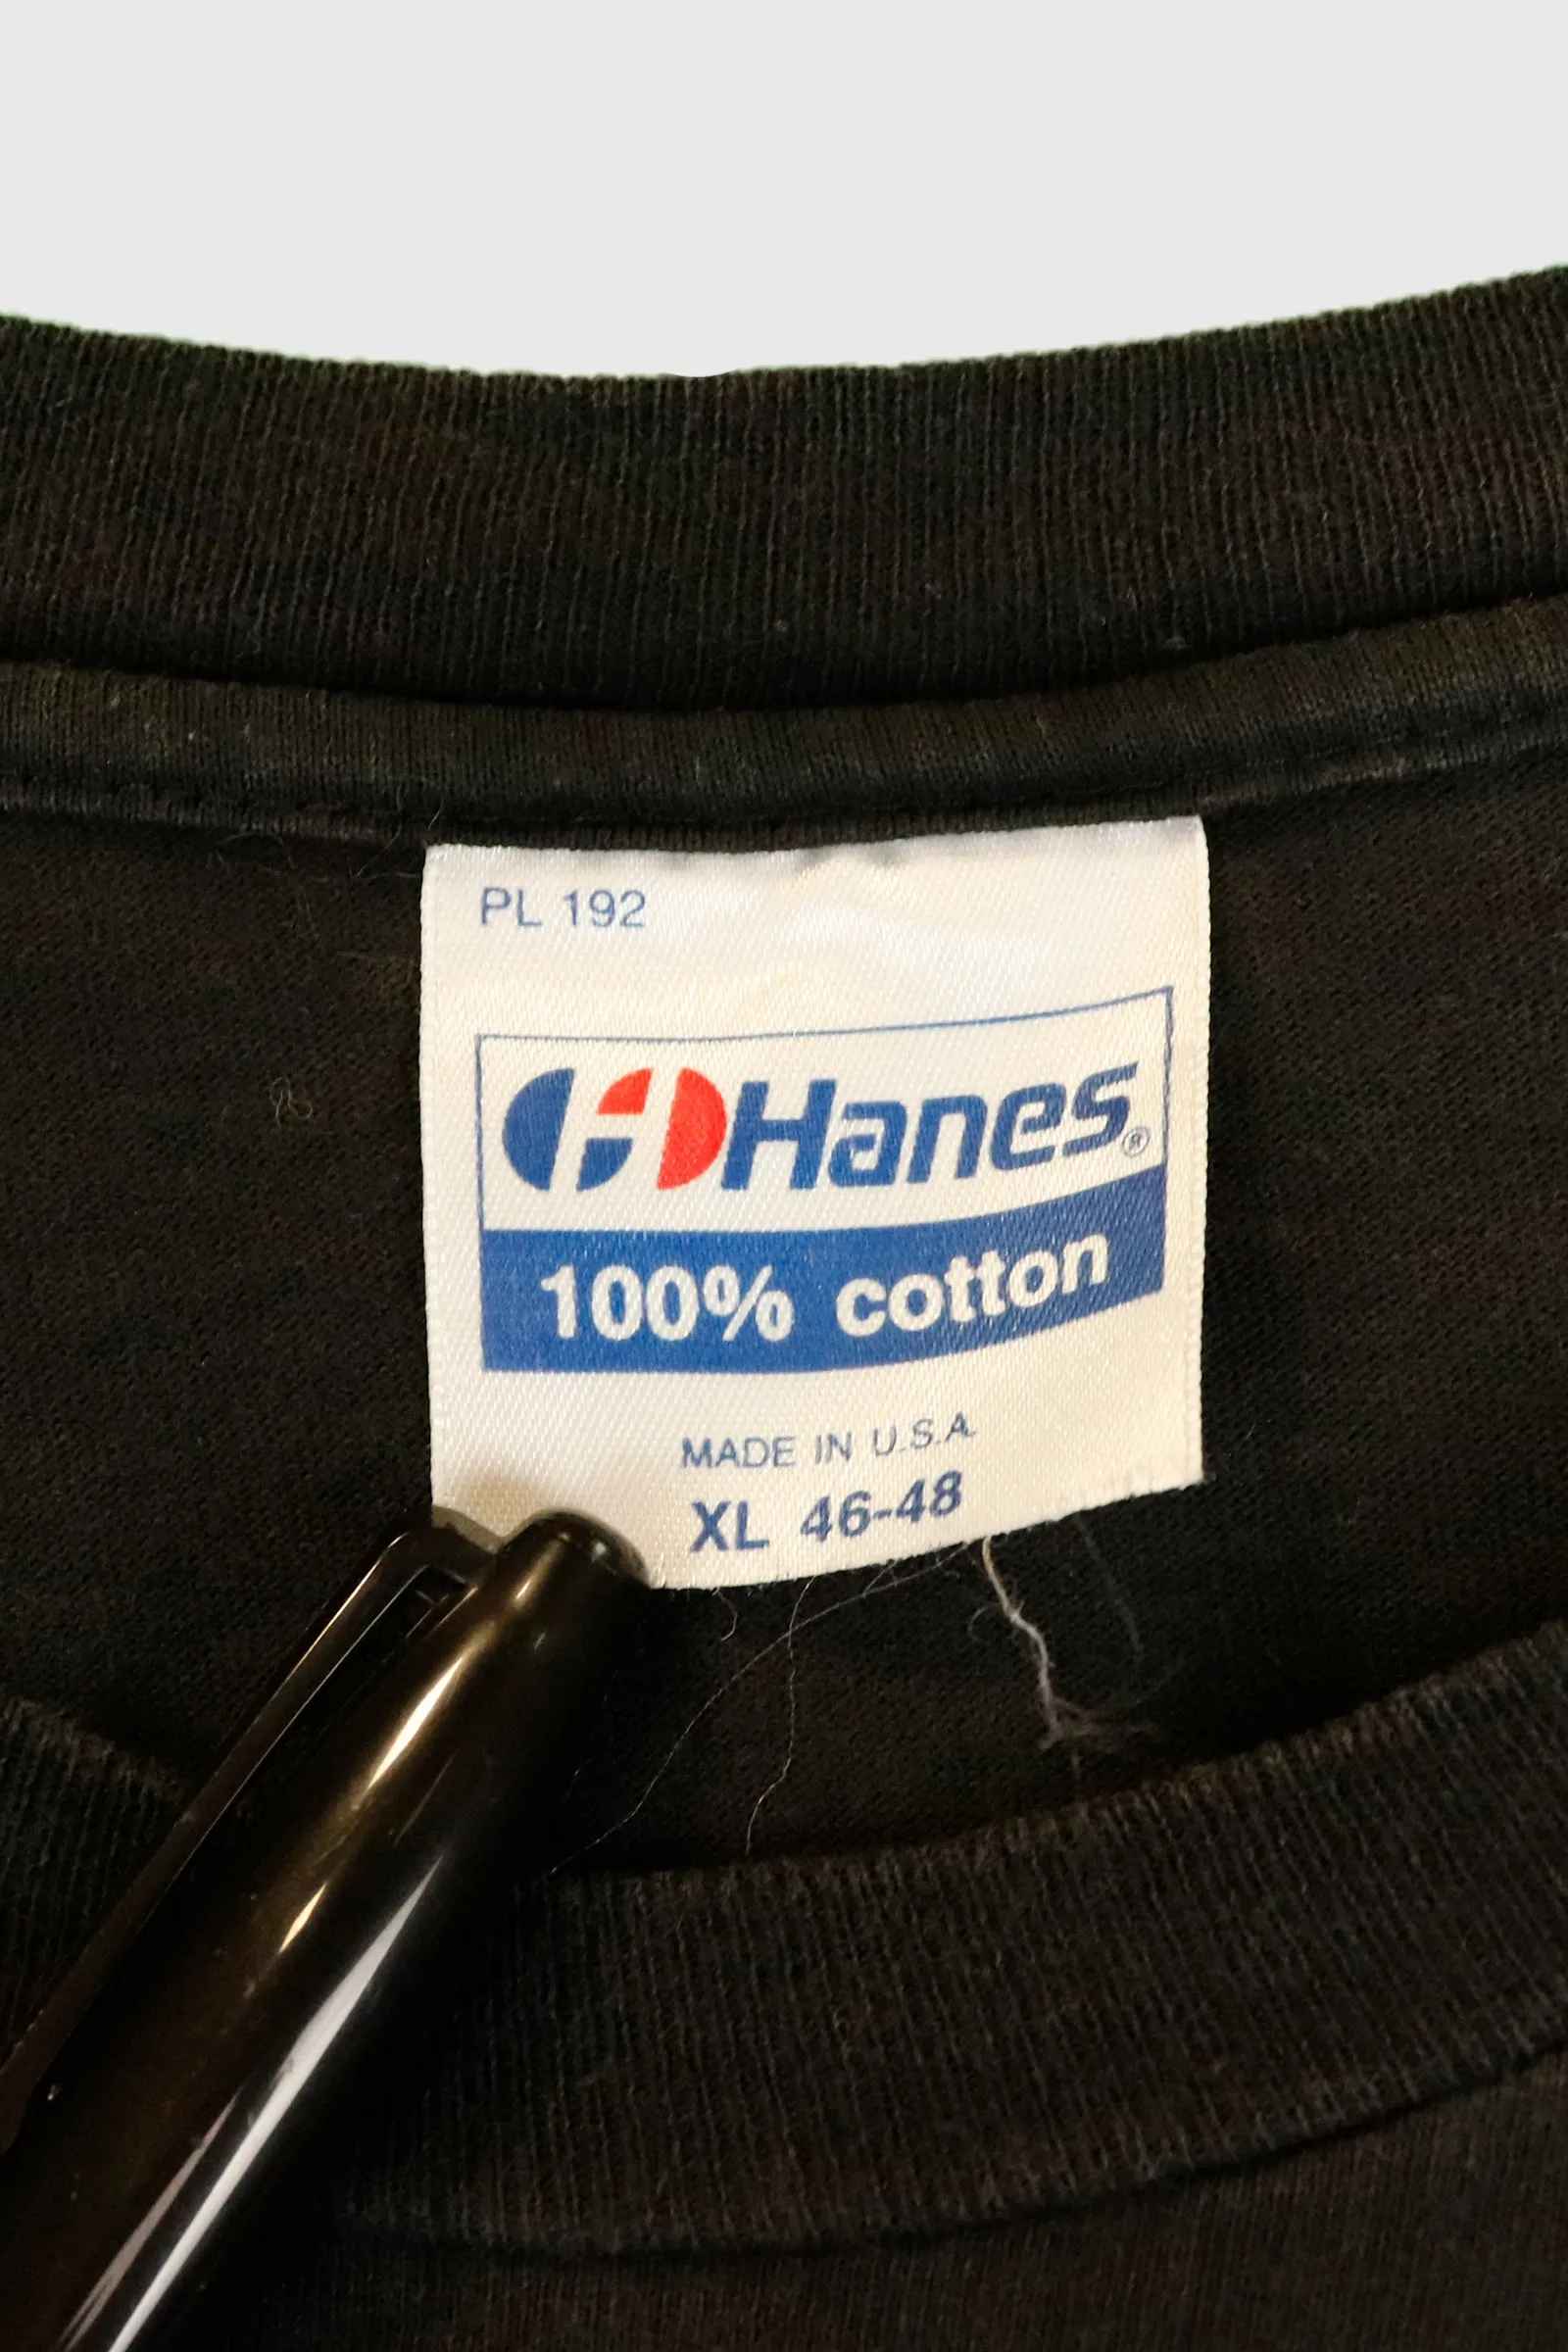 PL 192
Hanes®
100% cotton
MADE IN U.S.A.
XL 46-48